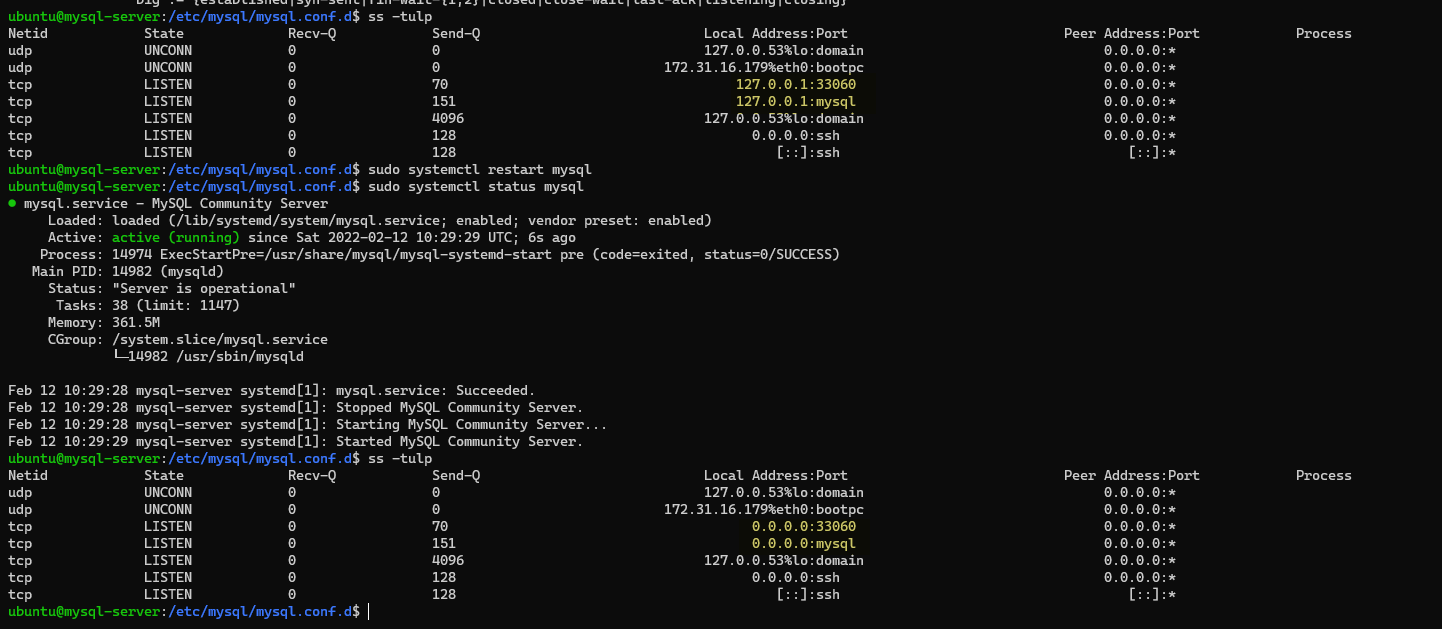 Dig := {established|syn-sent|fin-wait-{1,2}|closed|close-wait|last-ack|listening|closing}
ubuntu@mysql-server:/etc/mysql/mysql.conf.d$ ss -tulp
Netid State Recv-Q Send-Q Local Address:Port Peer Address:Port Process
udp UNCONN 0 0 127.0.0.53%lo:domain 0.0.0.0:*
udp UNCONN 0 0 172.31.16.179%eth0:bootpc 0.0.0.0:*
tcp LISTEN 0 70 127.0.0.1:33060 0.0.0.0:*
tcp LISTEN 0 151 127.0.0.1:mysql 0.0.0.0:*
tcp LISTEN 0 4096 127.0.0.53%lo:domain 0.0.0.0:*
tcp LISTEN 0 128 0.0.0.0:ssh 0.0.0.0:*
tcp LISTEN 0 128 [::]:ssh [::]:*
ubuntu@mysql-server:/etc/mysql/mysql.conf.d$ sudo systemctl restart mysql
ubuntu@mysql-server:/etc/mysql/mysql.conf.d$ sudo systemctl status mysql
● mysql.service - MySQL Community Server
Loaded: loaded (/lib/systemd/system/mysql.service; enabled; vendor preset: enabled)
Active: active (running) since Sat 2022-02-12 10:29:29 UTC; 6s ago
Process: 14974 ExecStartPre=/usr/share/mysql/mysql-systemd-start pre (code=exited, status=0/SUCCESS)
Main PID: 14982 (mysqld)
Status: "Server is operational"
Tasks: 38 (limit: 1147)
Memory: 361.5M
CGroup: /system.slice/mysql.service
└─14982 /usr/sbin/mysqld
Feb 12 10:29:28 mysql-server systemd[1]: mysql.service: Succeeded.
Feb 12 10:29:28 mysql-server systemd[1]: Stopped MySQL Community Server.
Feb 12 10:29:28 mysql-server systemd[1]: Starting MySQL Community Server...
Feb 12 10:29:29 mysql-server systemd[1]: Started MySQL Community Server.
ubuntu@mysql-server:/etc/mysql/mysql.conf.d$ ss -tulp
Netid State Recv-Q Send-Q Local Address:Port Peer Address:Port Process
udp UNCONN 0 0 127.0.0.53%lo:domain 0.0.0.0:*
udp UNCONN 0 0 172.31.16.179%eth0:bootpc 0.0.0.0:*
tcp LISTEN 0 70 0.0.0.0:33060 0.0.0.0:*
tcp LISTEN 0 151 0.0.0.0:mysql 0.0.0.0:*
tcp LISTEN 0 4096 127.0.0.53%lo:domain 0.0.0.0:*
tcp LISTEN 0 128 0.0.0.0:ssh 0.0.0.0:*
tcp LISTEN 0 128 [::]:ssh [::]:*
ubuntu@mysql-server:/etc/mysql/mysql.conf.d$